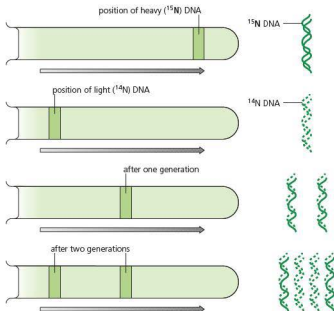 position of heavy (¹⁵N) DNA
¹⁵N DNA
position of light (¹⁴N) DNA
¹⁴N DNA
after one generation
after two generations